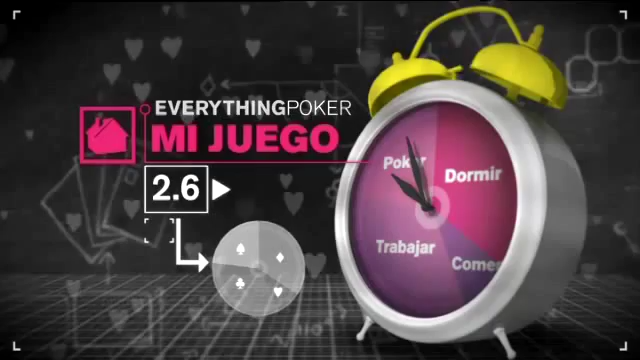 EVERYTHINGPOKER
MI JUEGO
2.6
Poker
Dormir
Trabajar
Comer